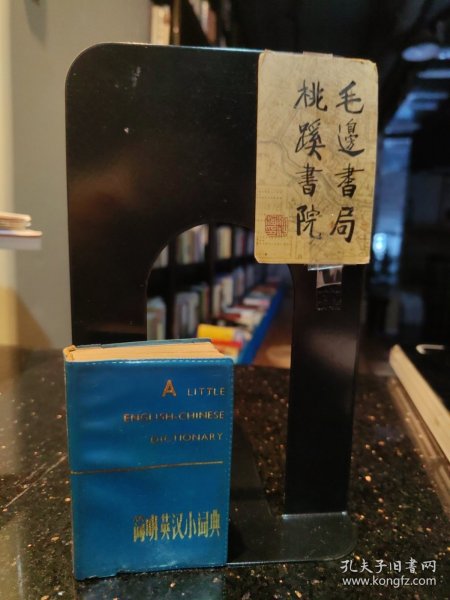 毛邊書局
桃蹊書院
A LITTLE
ENGLISH-CHINESE
DICTIONARY
简明英汉小词典
孔夫子旧书网
www.kongfz.com